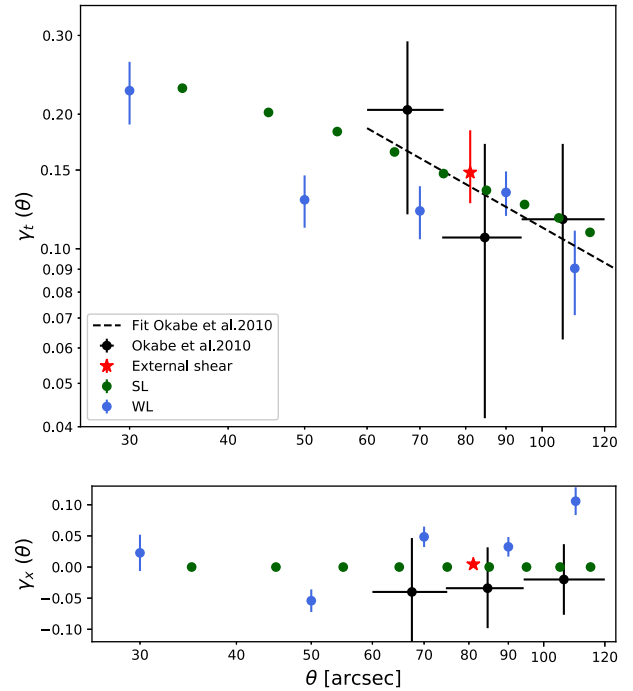 0.30
0.20
0.15
0.10
0.09
0.08
0.07
0.06
0.05
0.04
γt (θ)
Fit Okabe et al.2010
Okabe et al.2010
External shear
SL
WL
30 40 50 60 70 80 90 100 120
0.10
0.05
0.00
−0.05
−0.10
γx (θ)
30 40 50 60 70 80 90 100 120
θ [arcsec]